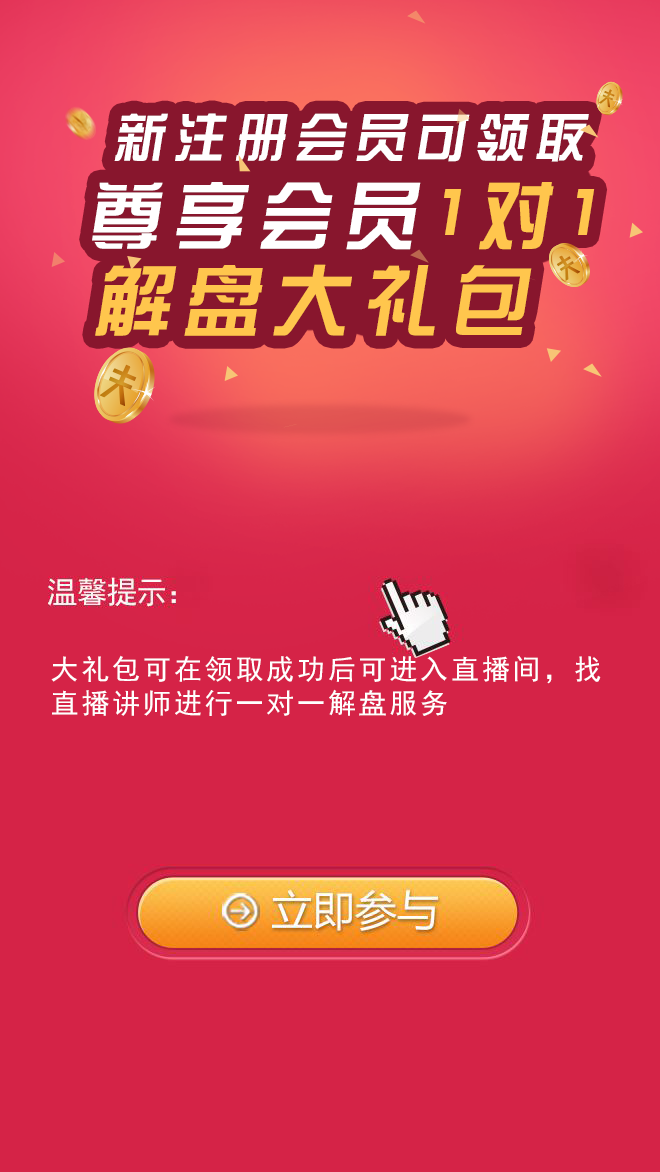 新注册会员可领取
尊享会员1对1
解盘大礼包
温馨提示：
大礼包可在领取成功后可进入直播间，找
直播讲师进行一对一解盘服务
立即参与